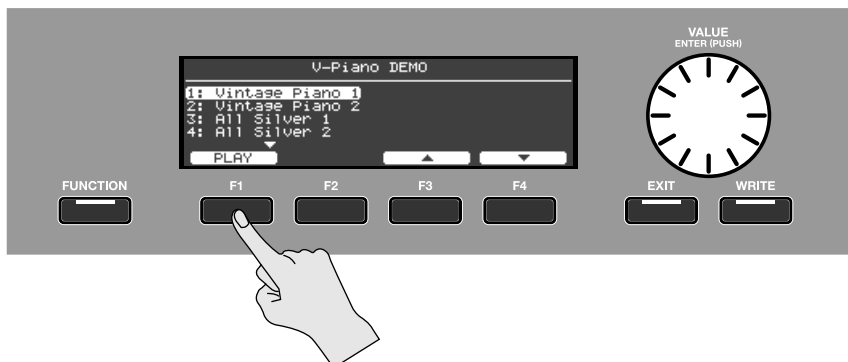 VALUE
ENTER (PUSH)
V-Piano DEMO
1: Vintage Piano 1
2: Vintage Piano 2
3: All Silver 1
4: All Silver 2
PLAY
FUNCTION
F1
F2
F3
F4
EXIT
WRITE